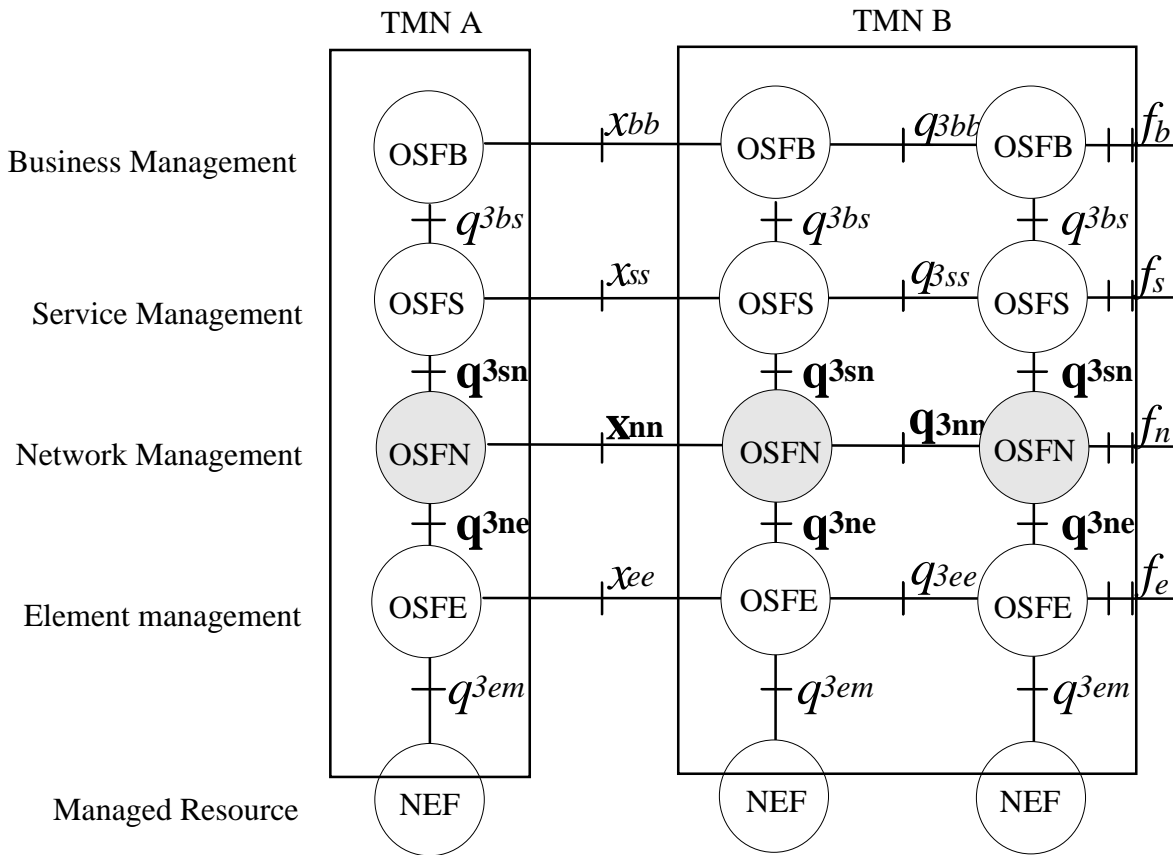 TMN A TMN B
Business Management OSFB xbb OSFB q3bb OSFB fb
q3bs q3bs q3bs
Service Management OSFS xss OSFS q3ss OSFS fs
q3sn q3sn q3sn
Network Management OSFN xnn OSFN q3nn OSFN fn
q3ne q3ne q3ne
Element management OSFE xee OSFE q3ee OSFE fe
q3em q3em q3em
Managed Resource NEF NEF NEF